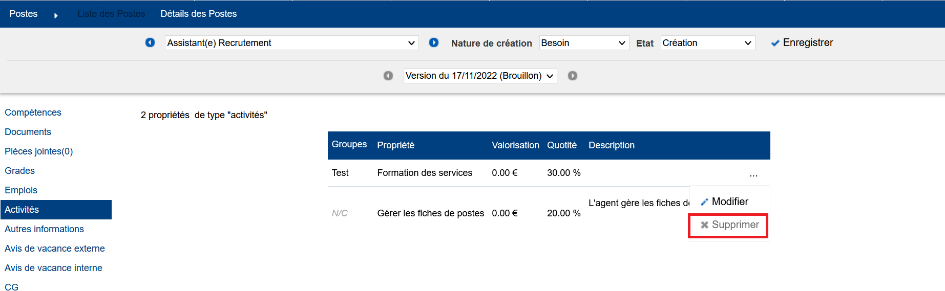 Postes Liste des Postes Détails des Postes
Assistant(e) Recrutement Nature de création Besoin Etat Création Enregistrer
Version du 17/11/2022 (Brouillon)
Compétences
Documents
Pièces jointes(0)
Grades
Emplois
Activités
Autres informations
Avis de vacance externe
Avis de vacance interne
CG
2 propriétés de type "activités"
Groupes Propriété Valorisation Quotité Description
Test Formation des services 0.00 € 30.00 % ...
N/C Gérer les fiches de postes 0.00 € 20.00 % L'agent gère les fiches de
Modifier
Supprimer